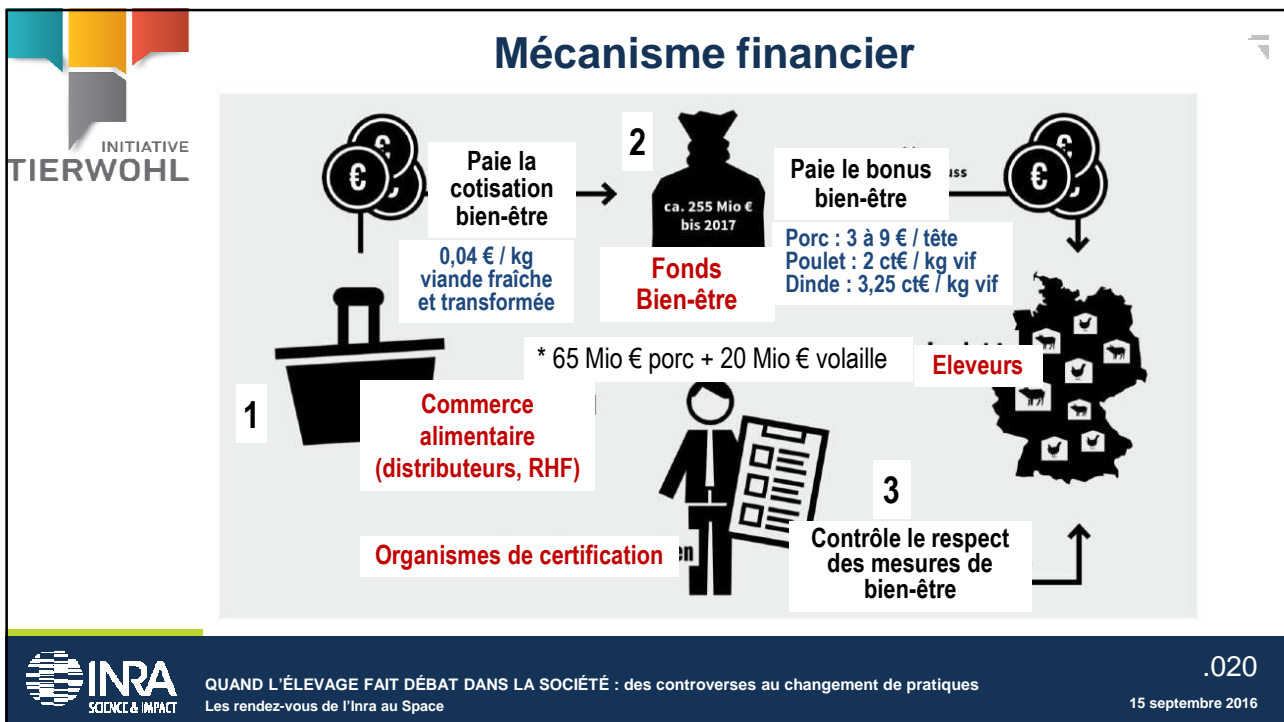 Mécanisme financier
INITIATIVE
TIERWOHL
€
€
Paie la
cotisation
bien-être
0,04 € / kg
viande fraîche
et transformée
2
ca. 255 Mio €
bis 2017
Fonds
Bien-être
Paie le bonus
bien-être
uss
Porc : 3 à 9 € / tête
Poulet : 2 ct€ / kg vif
Dinde : 3,25 ct€ / kg vif
€
€
* 65 Mio € porc + 20 Mio € volaille
Eleveurs
1
Commerce
alimentaire
(distributeurs, RHF)
Organismes de certification
en
3
Contrôle le respect
des mesures de
bien-être
INRA
SCIENCE & IMPACT
QUAND L'ÉLEVAGE FAIT DÉBAT DANS LA SOCIÉTÉ : des controverses au changement de pratiques
Les rendez-vous de l'Inra au Space
.020
15 septembre 2016